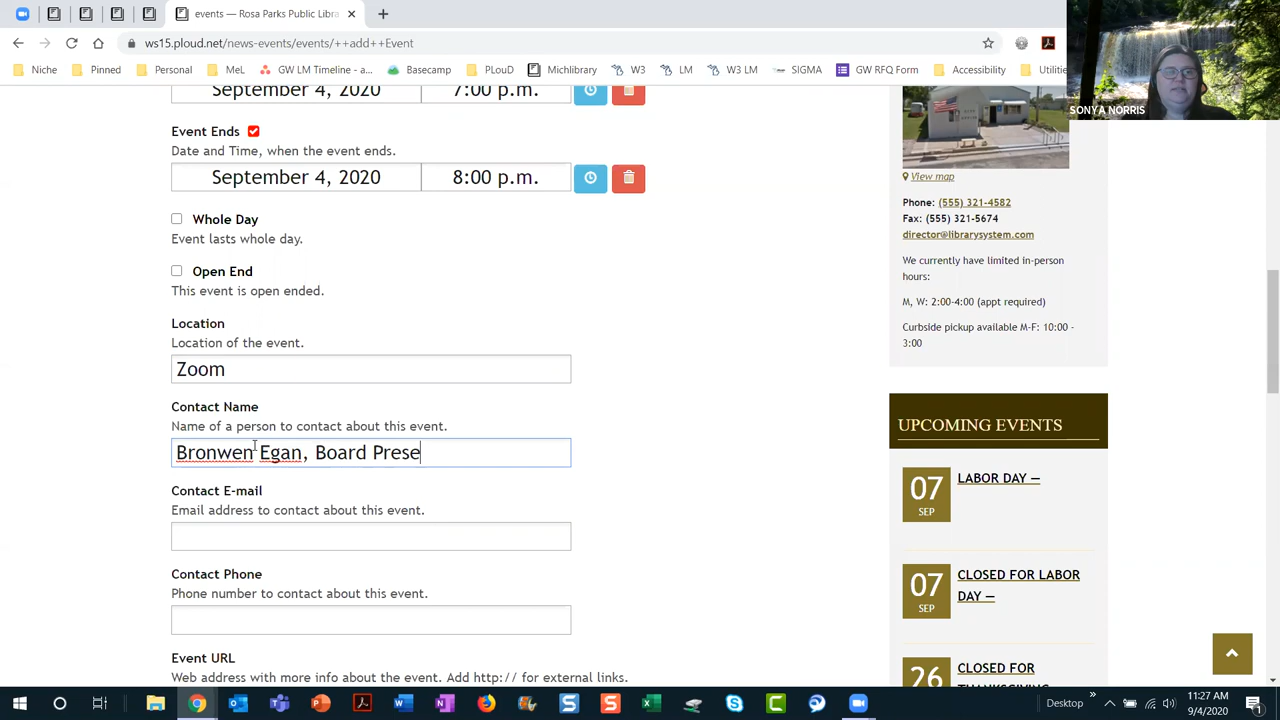 events — Rosa Parks Public Libra
ws15.ploud.net/news-events/events/++add++Event
Niche Pinned Personal MeL GW LM Timeline - a Basecamp PLouD Michlibrary W3 LM W3 LM SIGMA GW RFQ Form Accessibility Utilitie
SONYA NORRIS
September 4, 2020 7:00 p.m.
Event Ends
Date and Time, when the event ends.
September 4, 2020 8:00 p.m.
Whole Day
Event lasts whole day.
Open End
This event is open ended.
Location
Location of the event.
Zoom
Contact Name
Name of a person to contact about this event.
Bronwen Egan, Board Prese
Contact E-mail
Email address to contact about this event.
Contact Phone
Phone number to contact about this event.
Event URL
Web address with more info about the event. Add http:// for external links.
View map
Phone: (555) 321-4582
Fax: (555) 321-5674
director@librarysystem.com
We currently have limited in-person
hours:
M, W: 2:00-4:00 (appt required)
Curbside pickup available M-F: 10:00 -
3:00
UPCOMING EVENTS
07 LABOR DAY —
SEP
07 CLOSED FOR LABOR
SEP DAY —
26 CLOSED FOR
THANKSGIVING
Desktop
11:27 AM
9/4/2020